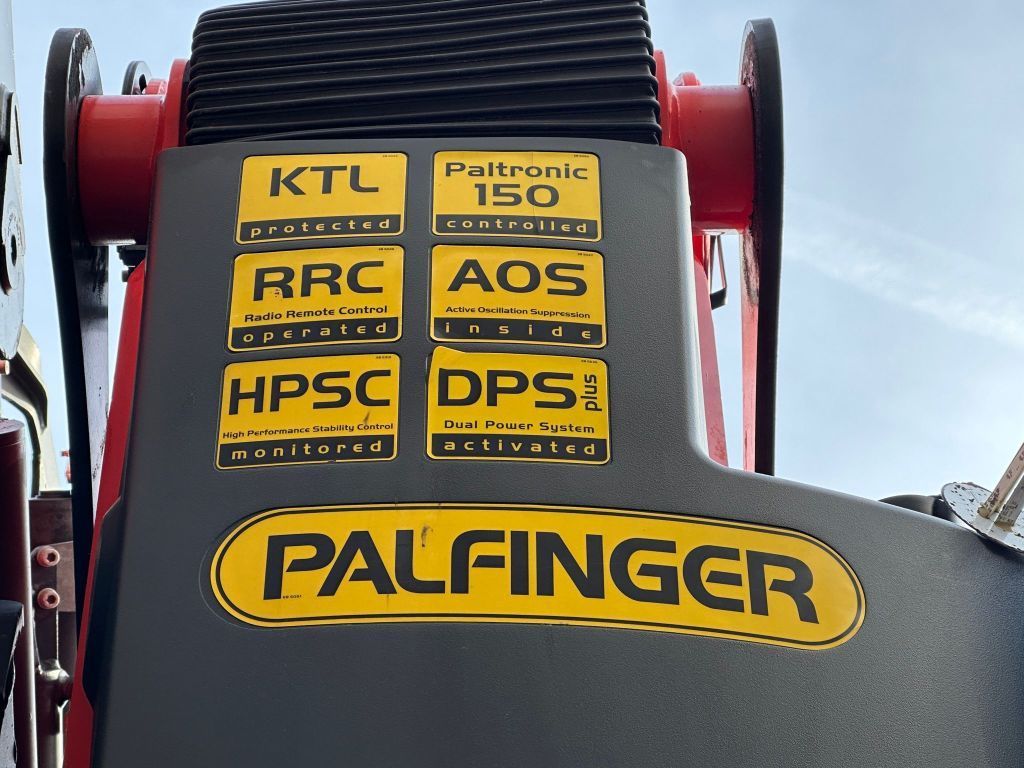 KTL
protected
Paltronic
150
controlled
RRC
Radio Remote Control
operated
AOS
Active Oscillation Suppression
inside
HPSC
High Performance Stability Control
monitored
DPS plus
Dual Power System
activated
PALFINGER